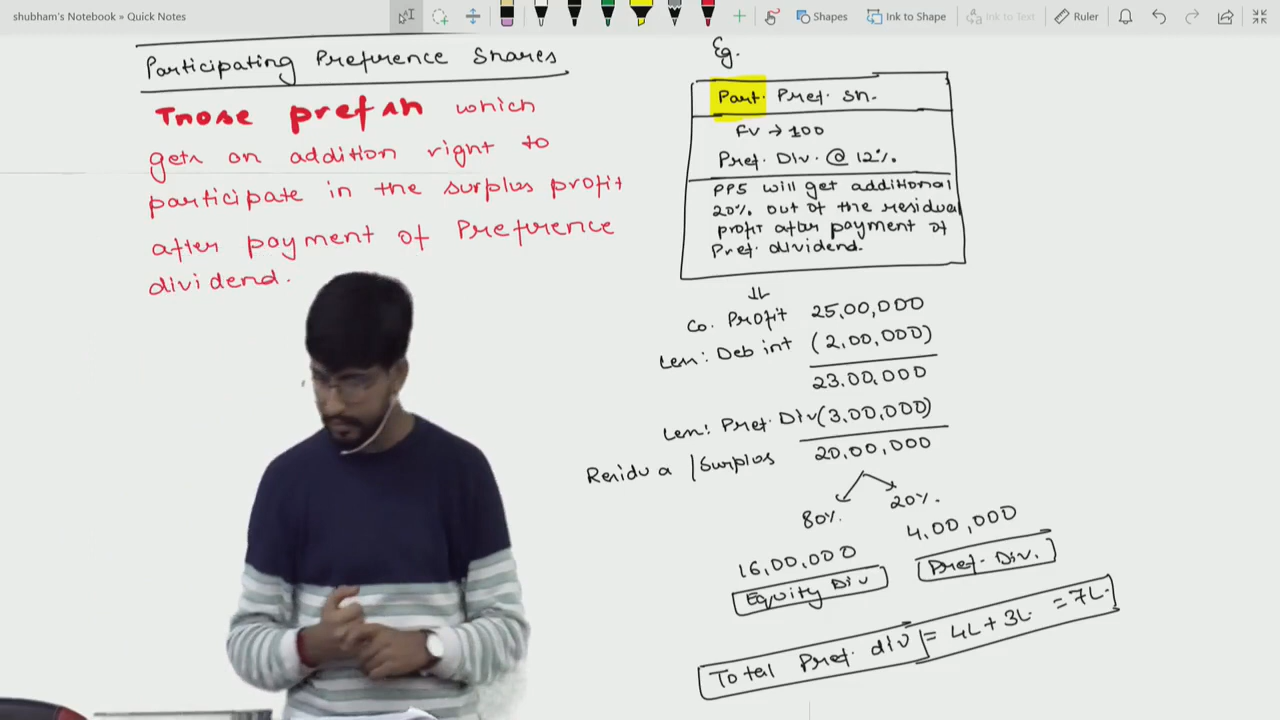 shubham's Notebook » Quick Notes
Shapes
Ink to Shape
Ink to Text
Ruler
Participating Preference Shares
Those pref sh which
gets an addition right to
participate in the surplus profit
after payment of Preference
dividend.
Eg.
Part. Pref. Sh.
FV → 100
Pref. Div. @ 12%.
PPS will get additional
20% out of the residual
profit after payment of
Pref. dividend.
Co. Profit 25,00,000
Less: Deb int (2,00,000)
23,00,000
Less: Pref. Div (3,00,000)
Residua /Surplus 20,00,000
80% 20%.
16,00,000 4,00,000
Equity Div Pref. Div.
Total Pref. div = 4L + 3L = 7L.